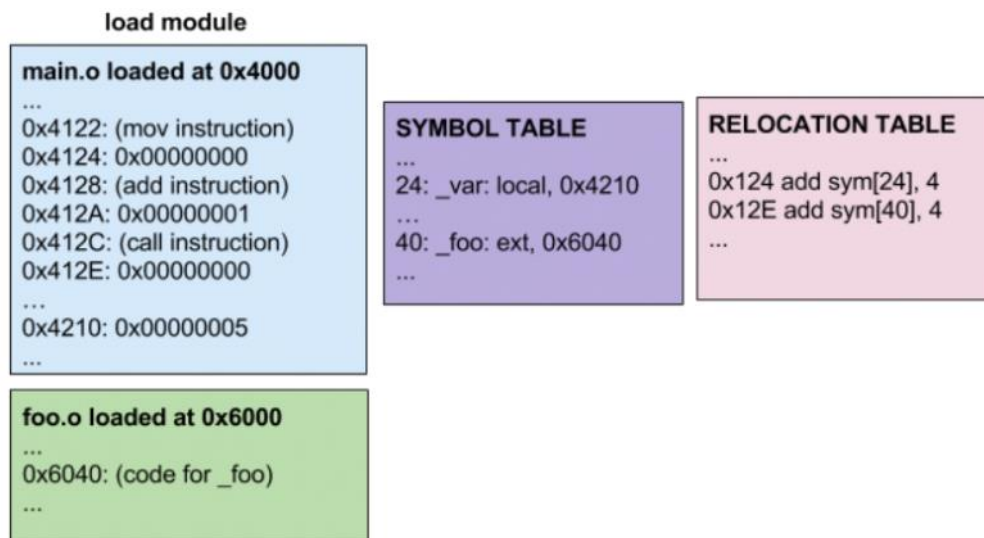 load module
main.o loaded at 0x4000
...
0x4122: (mov instruction)
0x4124: 0x00000000
0x4128: (add instruction)
0x412A: 0x00000001
0x412C: (call instruction)
0x412E: 0x00000000
...
0x4210: 0x00000005
...
foo.o loaded at 0x6000
...
0x6040: (code for _foo)
...
SYMBOL TABLE
...
24: _var: local, 0x4210
...
40: _foo: ext, 0x6040
...
RELOCATION TABLE
...
0x124 add sym[24], 4
0x12E add sym[40], 4
...